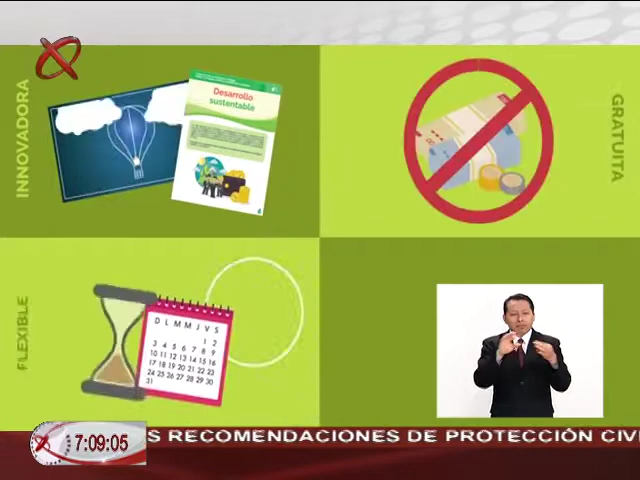 INNOVADORA
Desarrollo
sustentable
GRATUITA
FLEXIBLE
D L M M J V S
1 2
3 4 5 6 7 8 9
10 11 12 13 14 15 16
17 18 19 20 21 22 23
24 25 26 27 28 29 30
31
7:09:05
S RECOMENDACIONES DE PROTECCIÓN CIVI